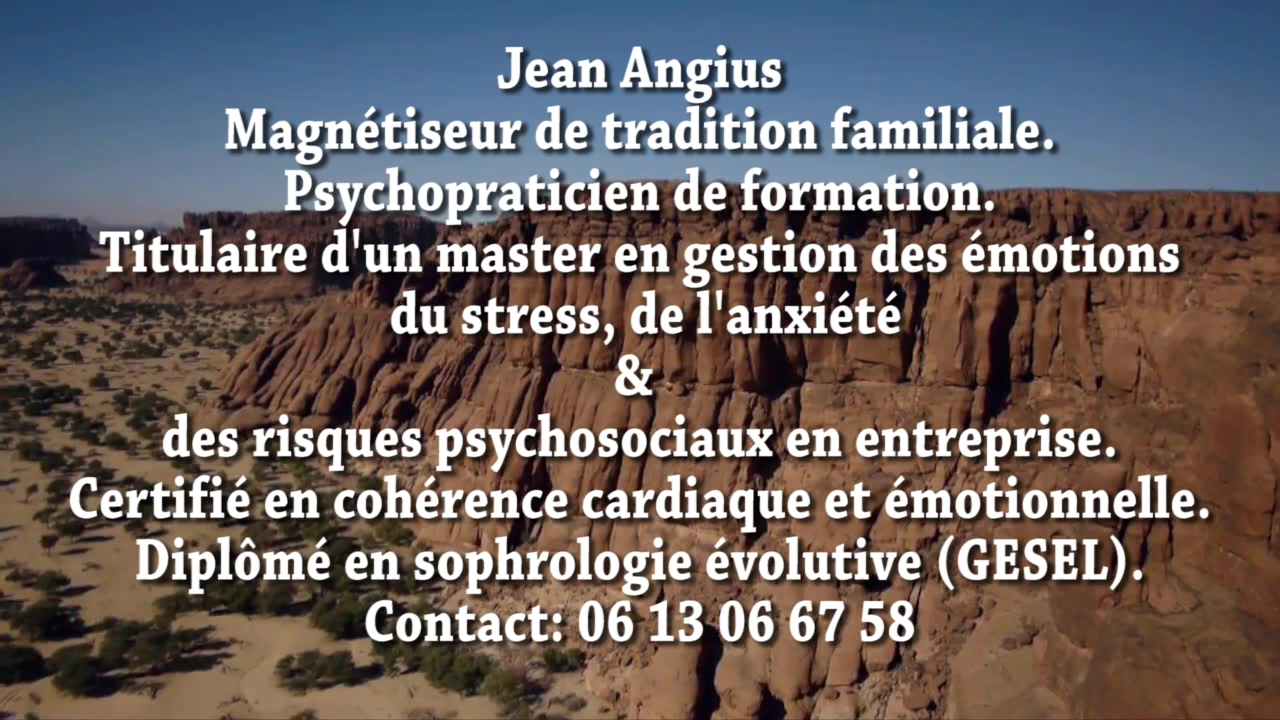 Jean Angius
Magnétiseur de tradition familiale.
Psychopraticien de formation.
Titulaire d'un master en gestion des émotions
du stress, de l'anxiété
&
des risques psychosociaux en entreprise.
Certifié en cohérence cardiaque et émotionnelle.
Diplômé en sophrologie évolutive (GESEL).
Contact: 06 13 06 67 58